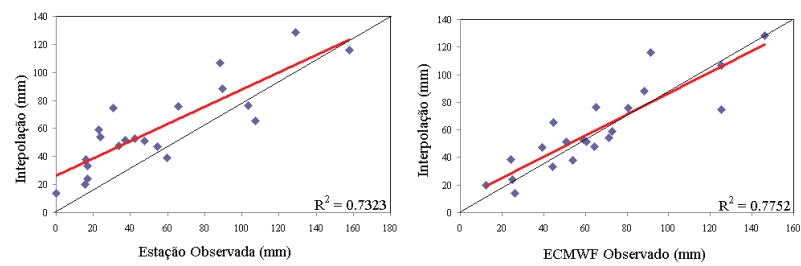 Intepolação (mm)
140
120
100
80
60
40
20
0
0 20 40 60 80 100 120 140 160 180
R² = 0.7323
Estação Observada (mm)
Interpolação (mm)
140
120
100
80
60
40
20
0
0 20 40 60 80 100 120 140 160
R² = 0.7752
ECMWF Observado (mm)